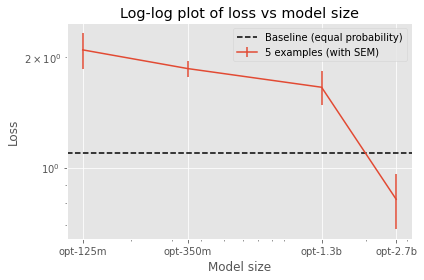 Log-log plot of loss vs model size
Baseline (equal probability)
5 examples (with SEM)
2 × 10⁰
10⁰
Loss
opt-125m
opt-350m
opt-1.3b
opt-2.7b
Model size